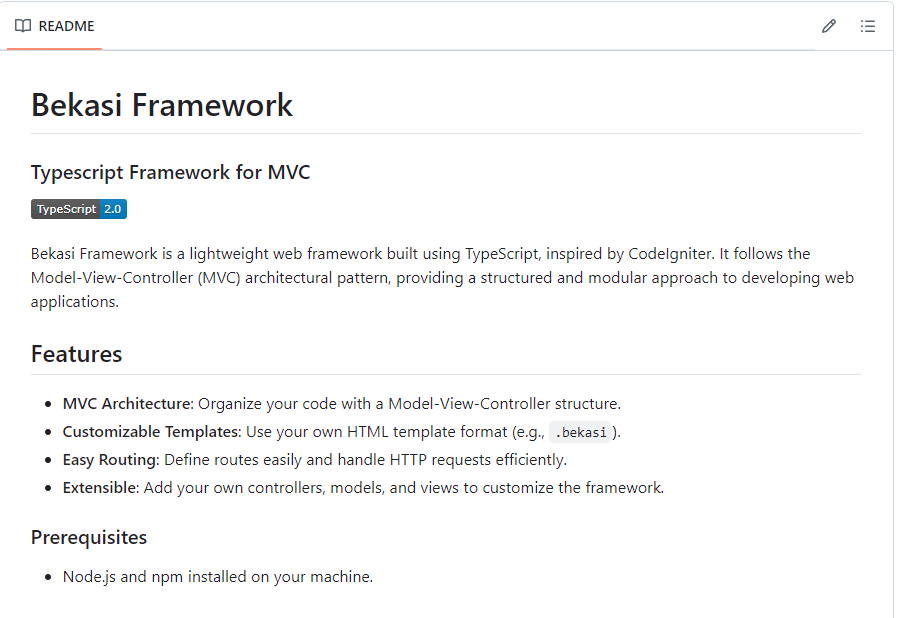 README
Bekasi Framework
Typescript Framework for MVC
TypeScript 2.0
Bekasi Framework is a lightweight web framework built using TypeScript, inspired by CodeIgniter. It follows the
Model-View-Controller (MVC) architectural pattern, providing a structured and modular approach to developing web
applications.
Features
• MVC Architecture: Organize your code with a Model-View-Controller structure.
• Customizable Templates: Use your own HTML template format (e.g., .bekasi).
• Easy Routing: Define routes easily and handle HTTP requests efficiently.
• Extensible: Add your own controllers, models, and views to customize the framework.
Prerequisites
• Node.js and npm installed on your machine.